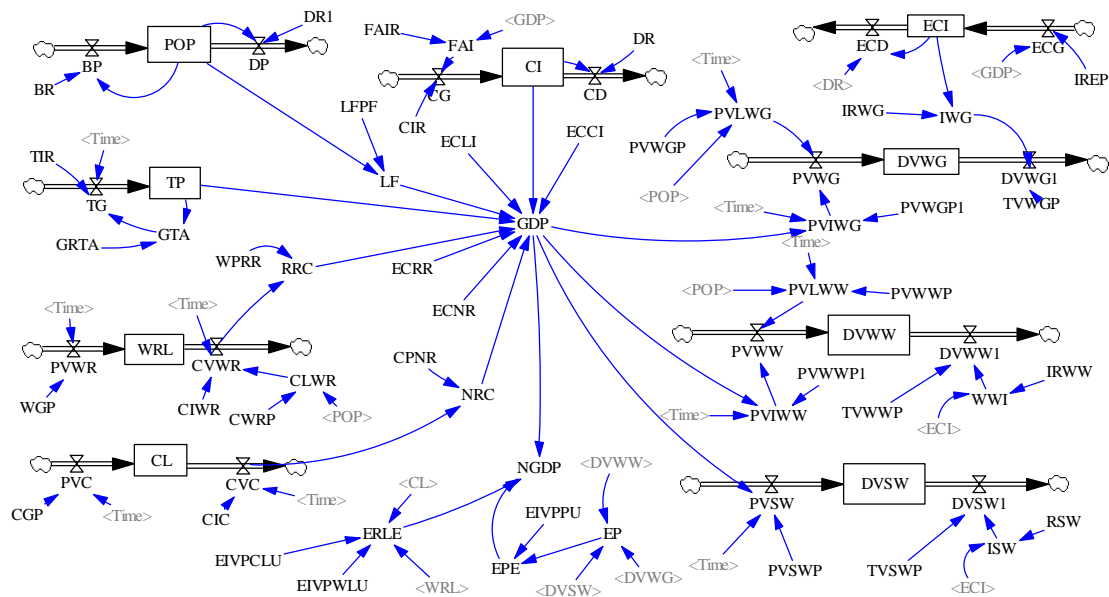 DR1
POP
BP
DP
BR
FAIR
<GDP>
FAI
DR
CI
CG
CD
CIR
ECD
ECI
ECG
<DR>
<GDP>
IREP
<Time>
PVLWG
PVWGP
<POP>
IRWG
IWG
DVWG
PVWG
DVWG1
TVWGP
<Time>
PVIWG
PVWGP1
LFPF
LF
ECLI
ECCI
GDP
<Time>
TIR
TP
TG
GTA
GRTA
WPRR
RRC
ECRR
ECNR
<Time>
PVLWW
<POP>
PVWWP
<Time>
<Time>
WRL
PVWR
CVWR
WGP
CIWR
CLWR
CWRP
<POP>
CPNR
NRC
DVWW
PVWW
DVWW1
PVWWP1
IRWW
<Time>
PVIWW
TVWWP
WWI
<ECI>
CL
PVC
CVC
CGP
<Time>
CIC
<Time>
NGDP
<DVWW>
<CL>
EIVPPU
ERLE
EP
EIVPCLU
EPE
EIVPWLU
<WRL>
<DVSW>
<DVWG>
DVSW
PVSW
DVSW1
RSW
ISW
<Time>
PVSWP
TVSWP
<ECI>